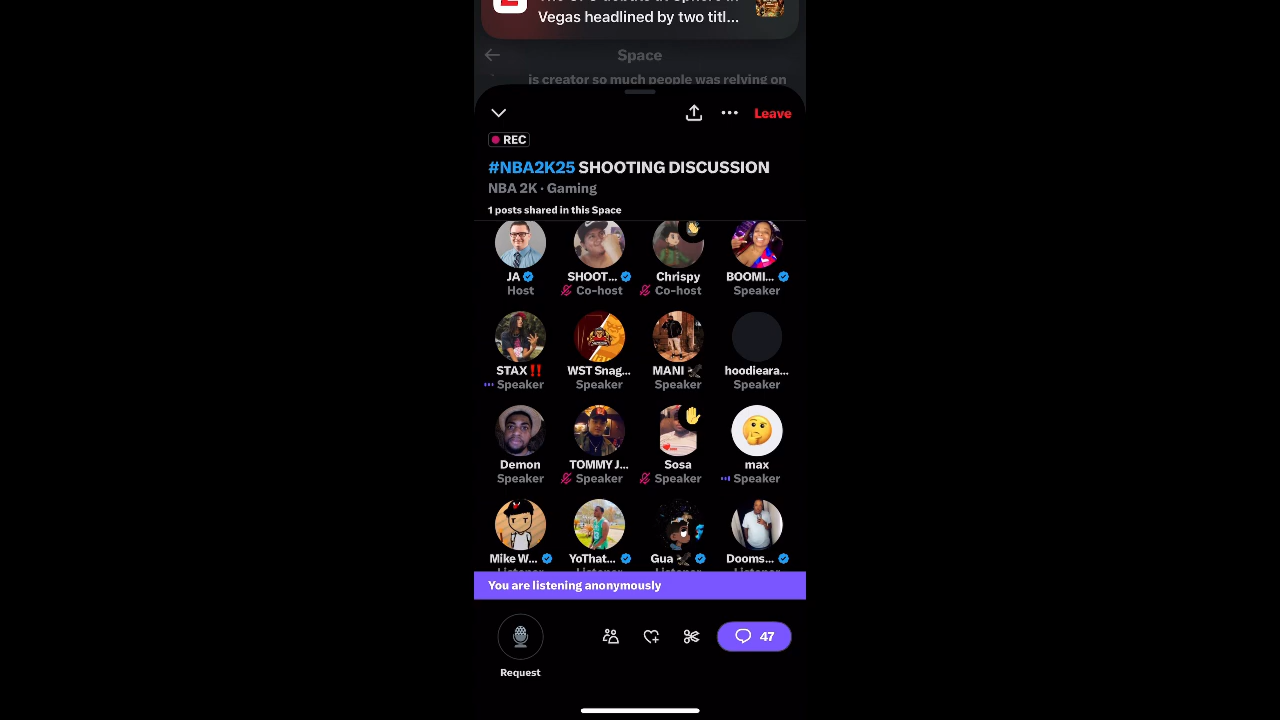 Vegas headlined by two titl...
Space
is creator so much people was relying on
Leave
REC
#NBA2K25 SHOOTING DISCUSSION
NBA 2K · Gaming
1 posts shared in this Space
JA
SHOOT...
Chrispy
BOOMI...
Host
Co-host
Co-host
Speaker
STAX‼️
WST Snag...
MANI
hoodieara...
Speaker
Speaker
Speaker
Speaker
Demon
TOMMY J...
Sosa
max
Speaker
Speaker
Speaker
Speaker
Mike W...
YoThat...
Gua
Dooms...
You are listening anonymously
47
Request